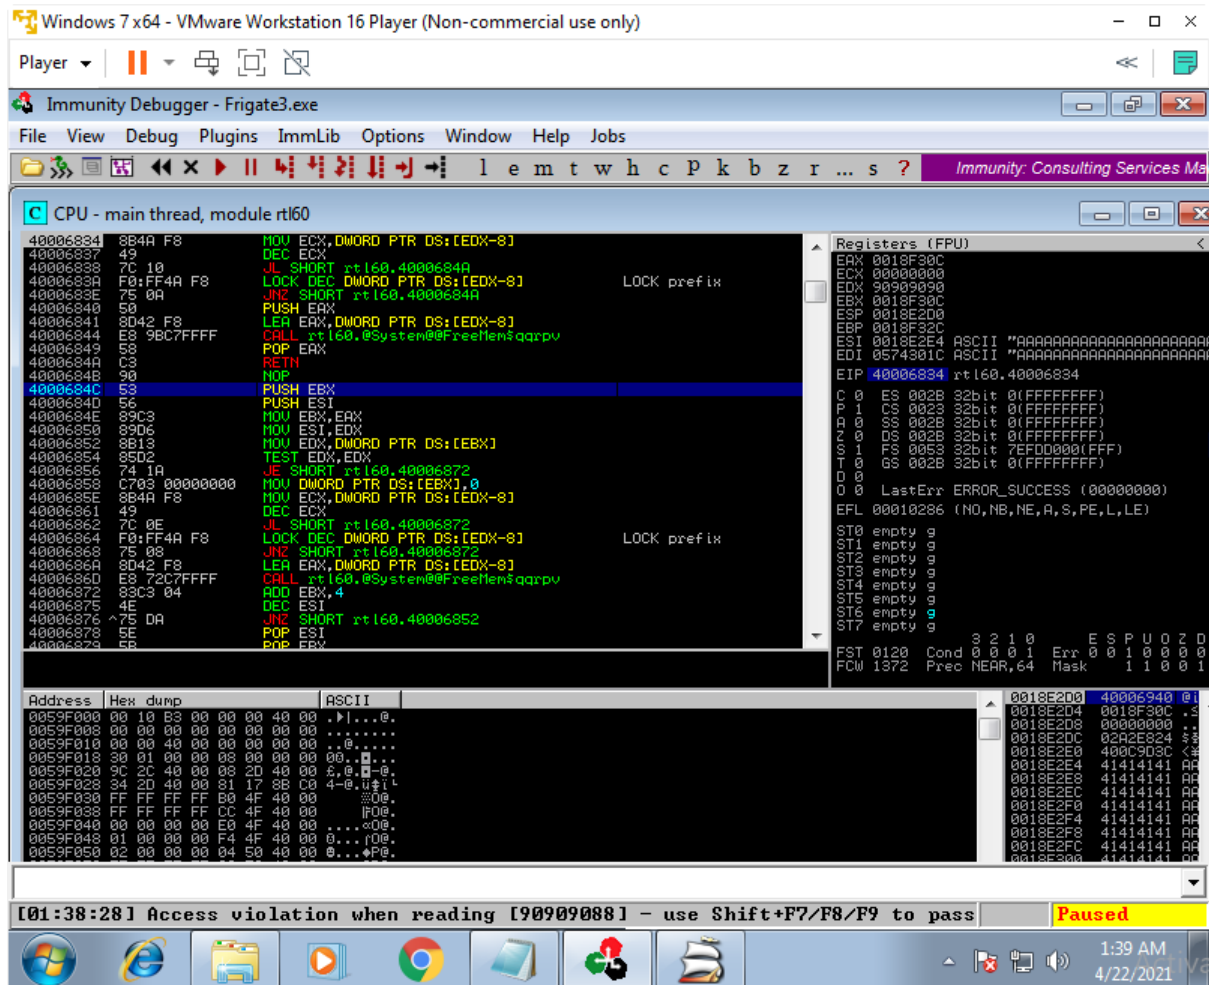 Windows 7 x64 - VMware Workstation 16 Player (Non-commercial use only)
Player
Immunity Debugger - Frigate3.exe
File View Debug Plugins ImmLib Options Window Help Jobs
l e m t w h c P k b z r ... s ?
Immunity: Consulting Services Ma
C CPU - main thread, module rtl60
40006834 8B4A F8 MOV ECX,DWORD PTR DS:[EDX-8]
40006837 49 DEC ECX
40006838 7C 10 JL SHORT rtl60.4000684A
4000683A F0:FF4A F8 LOCK DEC DWORD PTR DS:[EDX-8] LOCK prefix
4000683E 75 0A JNZ SHORT rtl60.4000684A
40006840 50 PUSH EAX
40006841 8D42 F8 LEA EAX,DWORD PTR DS:[EDX-8]
40006844 E8 9BC7FFFF CALL rtl60.@System@@FreeMem$qqrpv
40006849 58 POP EAX
4000684A C3 RETN
4000684B 90 NOP
4000684C 53 PUSH EBX
4000684D 56 PUSH ESI
4000684E 89C3 MOV EBX,EAX
40006850 89D6 MOV ESI,EDX
40006852 8B13 MOV EDX,DWORD PTR DS:[EBX]
40006854 85D2 TEST EDX,EDX
40006856 74 1A JE SHORT rtl60.40006872
40006858 C703 00000000 MOV DWORD PTR DS:[EBX],0
4000685E 8B4A F8 MOV ECX,DWORD PTR DS:[EDX-8]
40006861 49 DEC ECX
40006862 7C 0E JL SHORT rtl60.40006872
40006864 F0:FF4A F8 LOCK DEC DWORD PTR DS:[EDX-8] LOCK prefix
40006868 75 08 JNZ SHORT rtl60.40006872
4000686A 8D42 F8 LEA EAX,DWORD PTR DS:[EDX-8]
4000686D E8 72C7FFFF CALL rtl60.@System@@FreeMem$qqrpv
40006872 83C3 04 ADD EBX,4
40006875 4E DEC ESI
40006876 ^75 DA JNZ SHORT rtl60.40006852
40006878 5E POP ESI
40006879 5B POP EBX
Registers (FPU) <
EAX 0018F30C
ECX 00000000
EDX 90909090
EBX 0018F30C
ESP 0018E2D0
EBP 0018F32C
ESI 0018E2E4 ASCII "AAAAAAAAAAAAAAAAAAAAAA
EDI 0574301C ASCII "AAAAAAAAAAAAAAAAAAAAAA
EIP 40006834 rtl60.40006834
C 0 ES 002B 32bit 0(FFFFFFFF)
P 1 CS 0023 32bit 0(FFFFFFFF)
A 0 SS 002B 32bit 0(FFFFFFFF)
Z 0 DS 002B 32bit 0(FFFFFFFF)
S 1 FS 0053 32bit 7EFDD000(FFF)
T 0 GS 002B 32bit 0(FFFFFFFF)
D 0
O 0 LastErr ERROR_SUCCESS (00000000)
EFL 00010286 (NO,NB,NE,A,S,PE,L,LE)
ST0 empty g
ST1 empty g
ST2 empty g
ST3 empty g
ST4 empty g
ST5 empty g
ST6 empty g
ST7 empty g
3 2 1 0 E S P U O Z D
FST 0120 Cond 0 0 0 1 Err 0 0 1 0 0 0 0
FCW 1372 Prec NEAR,64 Mask 1 1 0 0 1
Address Hex dump ASCII
0059F000 00 10 B3 00 00 00 40 00
0059F008 00 00 00 00 00 00 00 00 ........
0059F010 00 00 40 00 00 00 00 00 ..@.....
0059F018 30 01 00 00 08 00 00 00
0059F020 9C 2C 40 00 08 2D 40 00
0059F028 34 2D 40 00 81 17 8B C0
0059F030 FF FF FF FF B0 4F 40 00
0059F038 FF FF FF FF CC 4F 40 00
0059F040 00 00 00 00 E0 4F 40 00
0059F048 01 00 00 00 F4 4F 40 00
0059F050 02 00 00 00 04 50 40 00
0018E2D0 40006940 @i
0018E2D4 0018F30C
0018E2D8 00000000 ..
0018E2DC 02A2E824
0018E2E0 400C9D3C
0018E2E4 41414141 AA
0018E2E8 41414141 AA
0018E2EC 41414141 AA
0018E2F0 41414141 AA
0018E2F4 41414141 AA
0018E2F8 41414141 AA
0018E2FC 41414141 AA
0018E300 41414141 AA
[01:38:28] Access violation when reading [90909088] - use Shift+F7/F8/F9 to pass
Paused
1:39 AM
4/22/2021